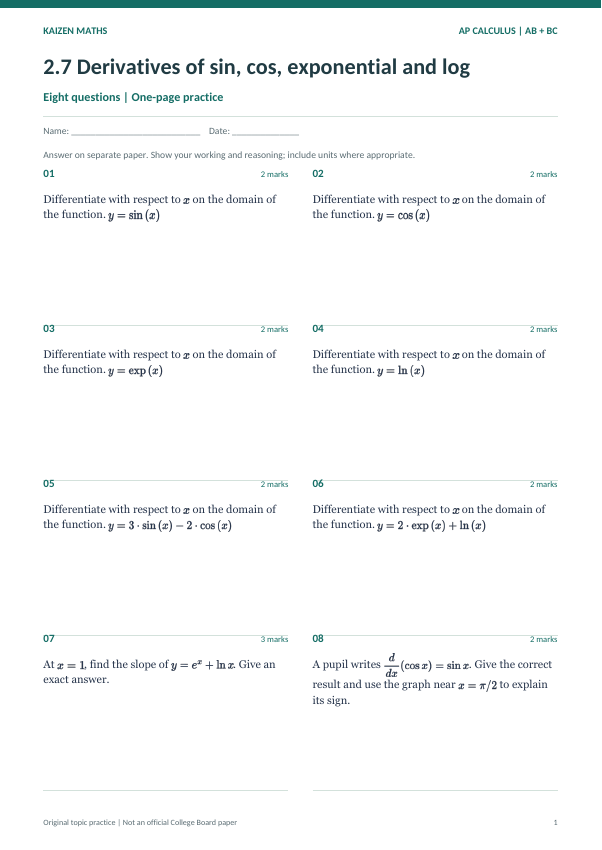 KAIZEN MATHS
AP CALCULUS | AB + BC
2.7 Derivatives of sin, cos, exponential and log
Eight questions | One-page practice
Name: ______________________________ Date: _______________
Answer on separate paper. Show your working and reasoning; include units where appropriate.
01 2 marks
Differentiate with respect to x on the domain of
the function. y = sin (x)
02 2 marks
Differentiate with respect to x on the domain of
the function. y = cos (x)
03 2 marks
Differentiate with respect to x on the domain of
the function. y = exp (x)
04 2 marks
Differentiate with respect to x on the domain of
the function. y = ln (x)
05 2 marks
Differentiate with respect to x on the domain of
the function. y = 3 · sin (x) − 2 · cos (x)
06 2 marks
Differentiate with respect to x on the domain of
the function. y = 2 · exp (x) + ln (x)
07 3 marks
At x = 1, find the slope of y = eˣ + ln x. Give an
exact answer.
08 2 marks
A pupil writes d/dx (cos x) = sin x. Give the correct
result and use the graph near x = π/2 to explain
its sign.
Original topic practice | Not an official College Board paper
1